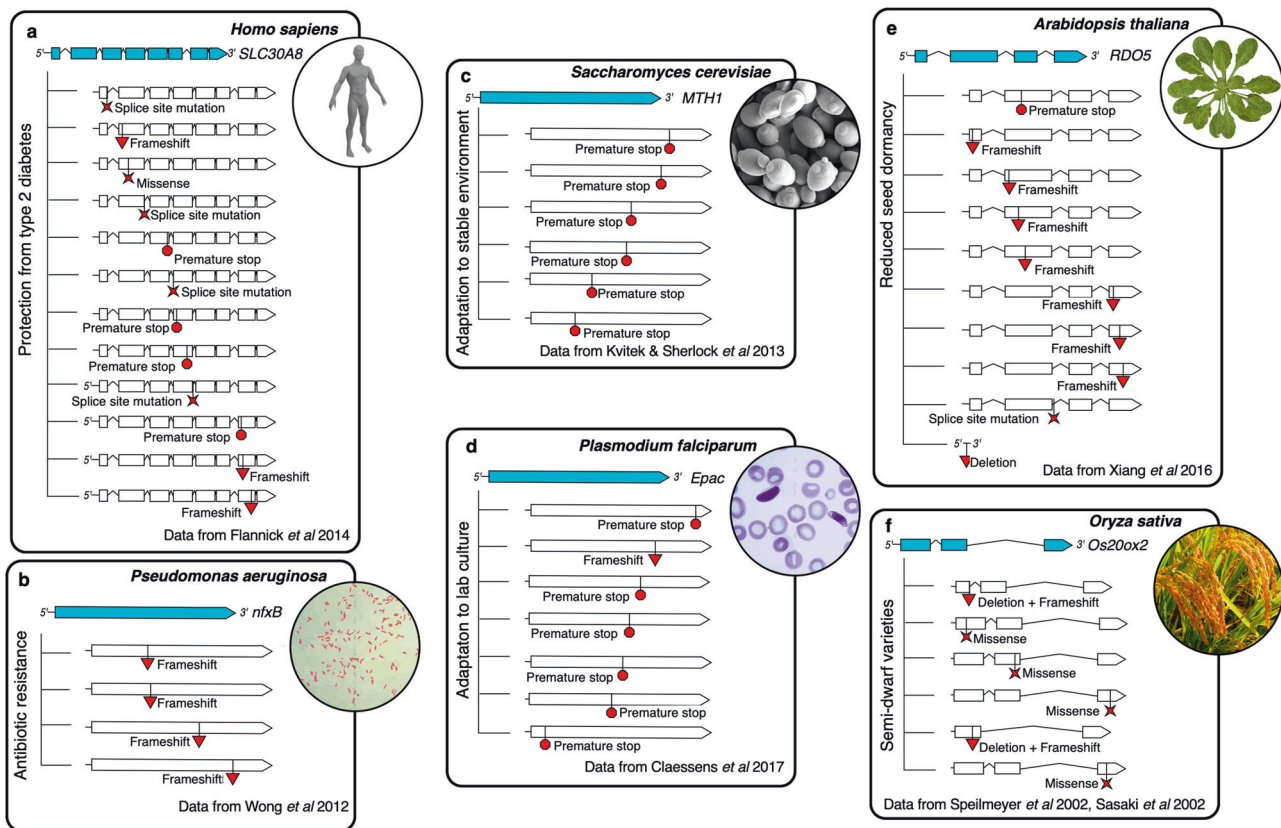 a
Homo sapiens
5' 3' SLC30A8
Protection from type 2 diabetes
Splice site mutation
Frameshift
Missense
Splice site mutation
Premature stop
Splice site mutation
Premature stop
Premature stop
5'
Splice site mutation
5'
Premature stop
5'
Frameshift
5'
Frameshift
Data from Flannick et al 2014
b
Pseudomonas aeruginosa
5' 3' nfxB
Antibiotic resistance
Frameshift
Frameshift
Frameshift
Frameshift
Data from Wong et al 2012
c
Saccharomyces cerevisiae
5' 3' MTH1
Adaptation to stable environment
Premature stop
Premature stop
Premature stop
Premature stop
Premature stop
Premature stop
Data from Kvitek & Sherlock et al 2013
d
Plasmodium falciparum
5' 3' Epac
Adaptaton to lab culture
Premature stop
Frameshift
Premature stop
Premature stop
Premature stop
Premature stop
Premature stop
Data from Claessens et al 2017
e
Arabidopsis thaliana
5' 3' RDO5
Reduced seed dormancy
Premature stop
Frameshift
Frameshift
Frameshift
Frameshift
Frameshift
Frameshift
Frameshift
Splice site mutation
5' 3'
Deletion
Data from Xiang et al 2016
f
Oryza sativa
5' 3' Os20ox2
Semi-dwarf varieties
Deletion + Frameshift
Missense
Missense
Missense
Deletion + Frameshift
Missense
Data from Speilmeyer et al 2002, Sasaki et al 2002